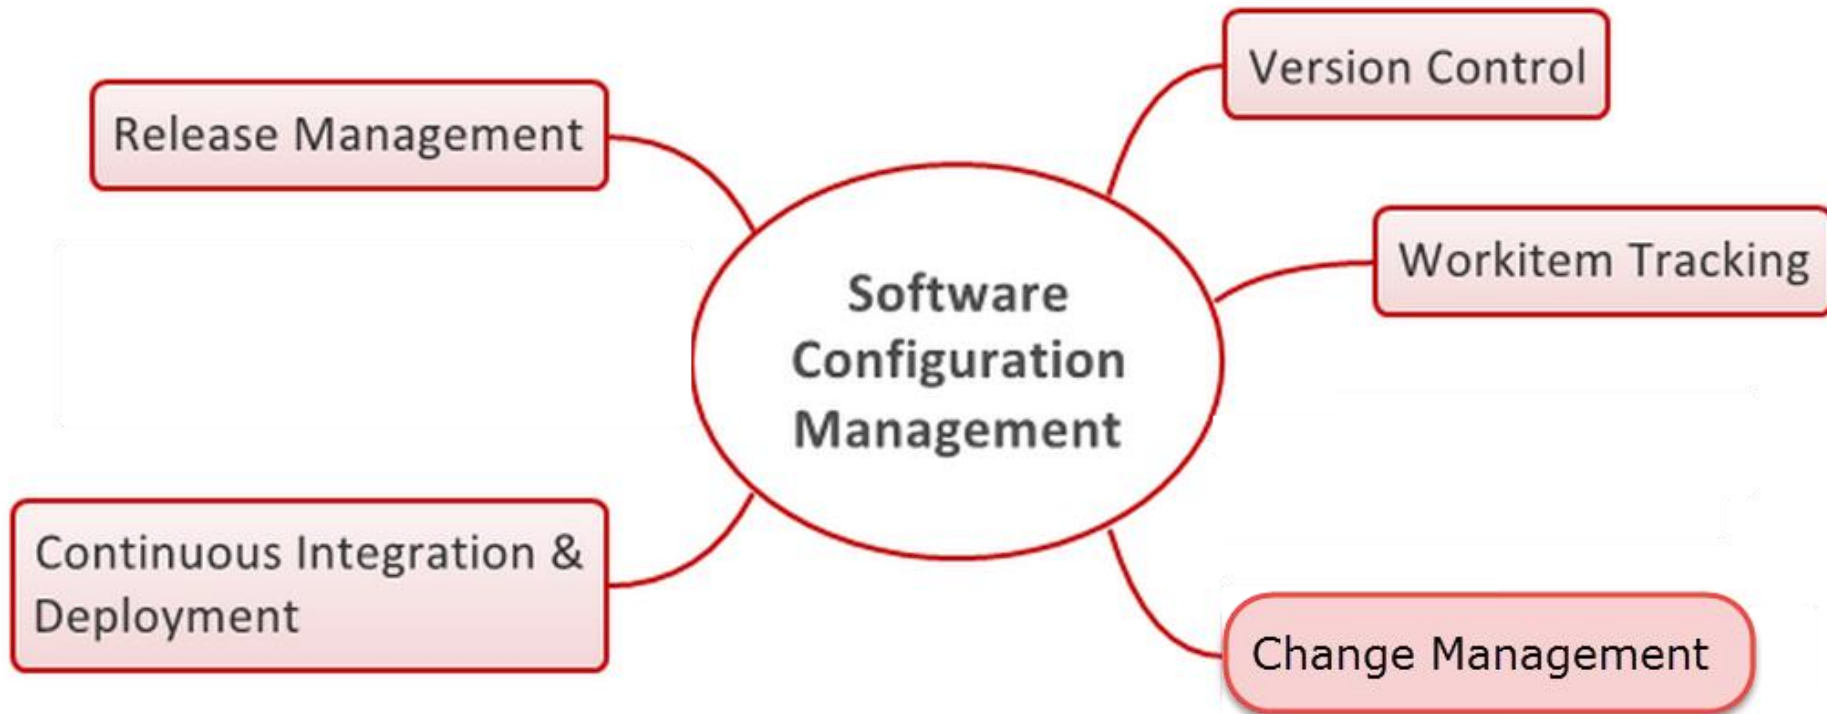 Version Control
Release Management
Workitem Tracking
Software
Configuration
Management
Continuous Integration &
Deployment
Change Management